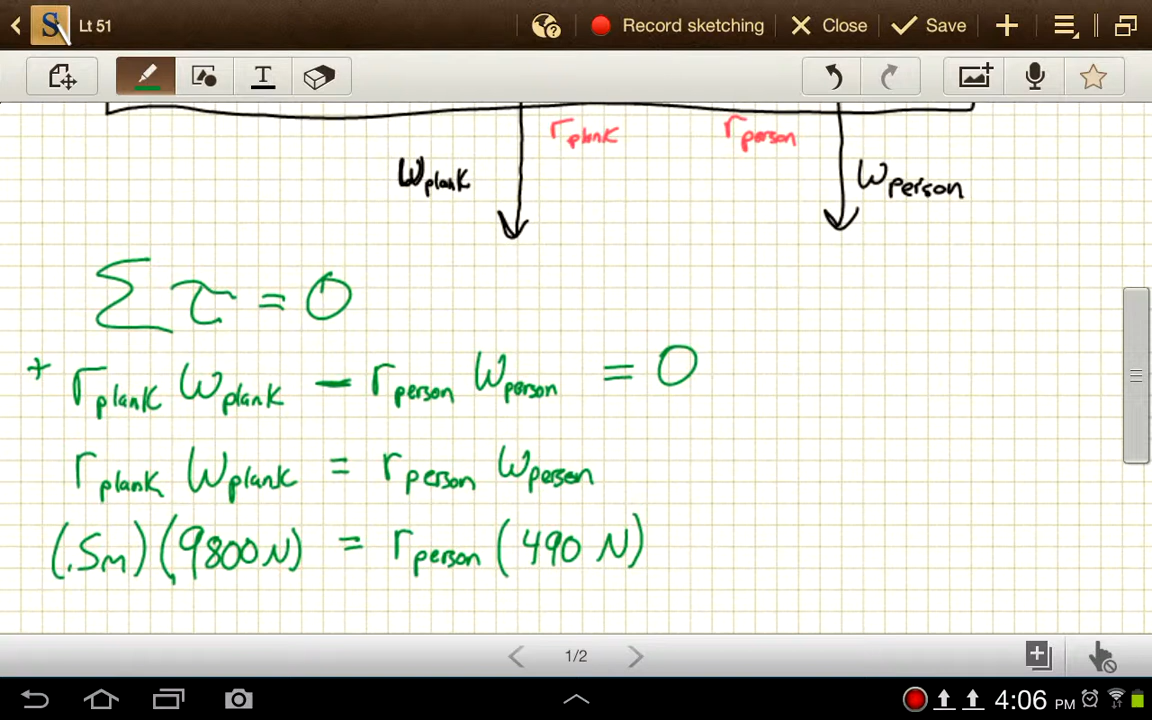 S Lt 51 Record sketching Close Save
T
r plank r person
W plank W person
Σ τ = 0
+ r plank W plank - r person W person = 0
r plank W plank = r person W person
(.5m) (9800 N) = r person (490 N)
1/2
4:06 PM